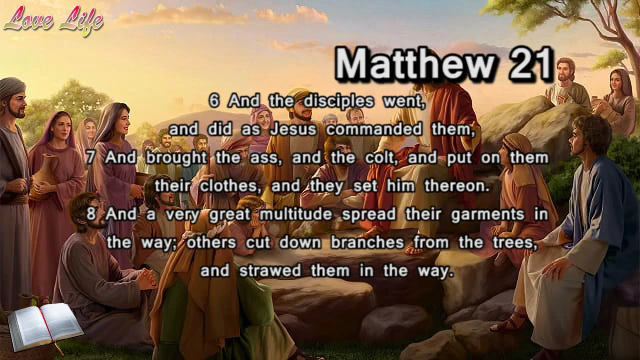 Love Life
Matthew 21
6 And the disciples went,
and did as Jesus commanded them,
7 And brought the ass, and the colt, and put on them
their clothes, and they set him thereon.
8 And a very great multitude spread their garments in
the way; others cut down branches from the trees,
and strawed them in the way.